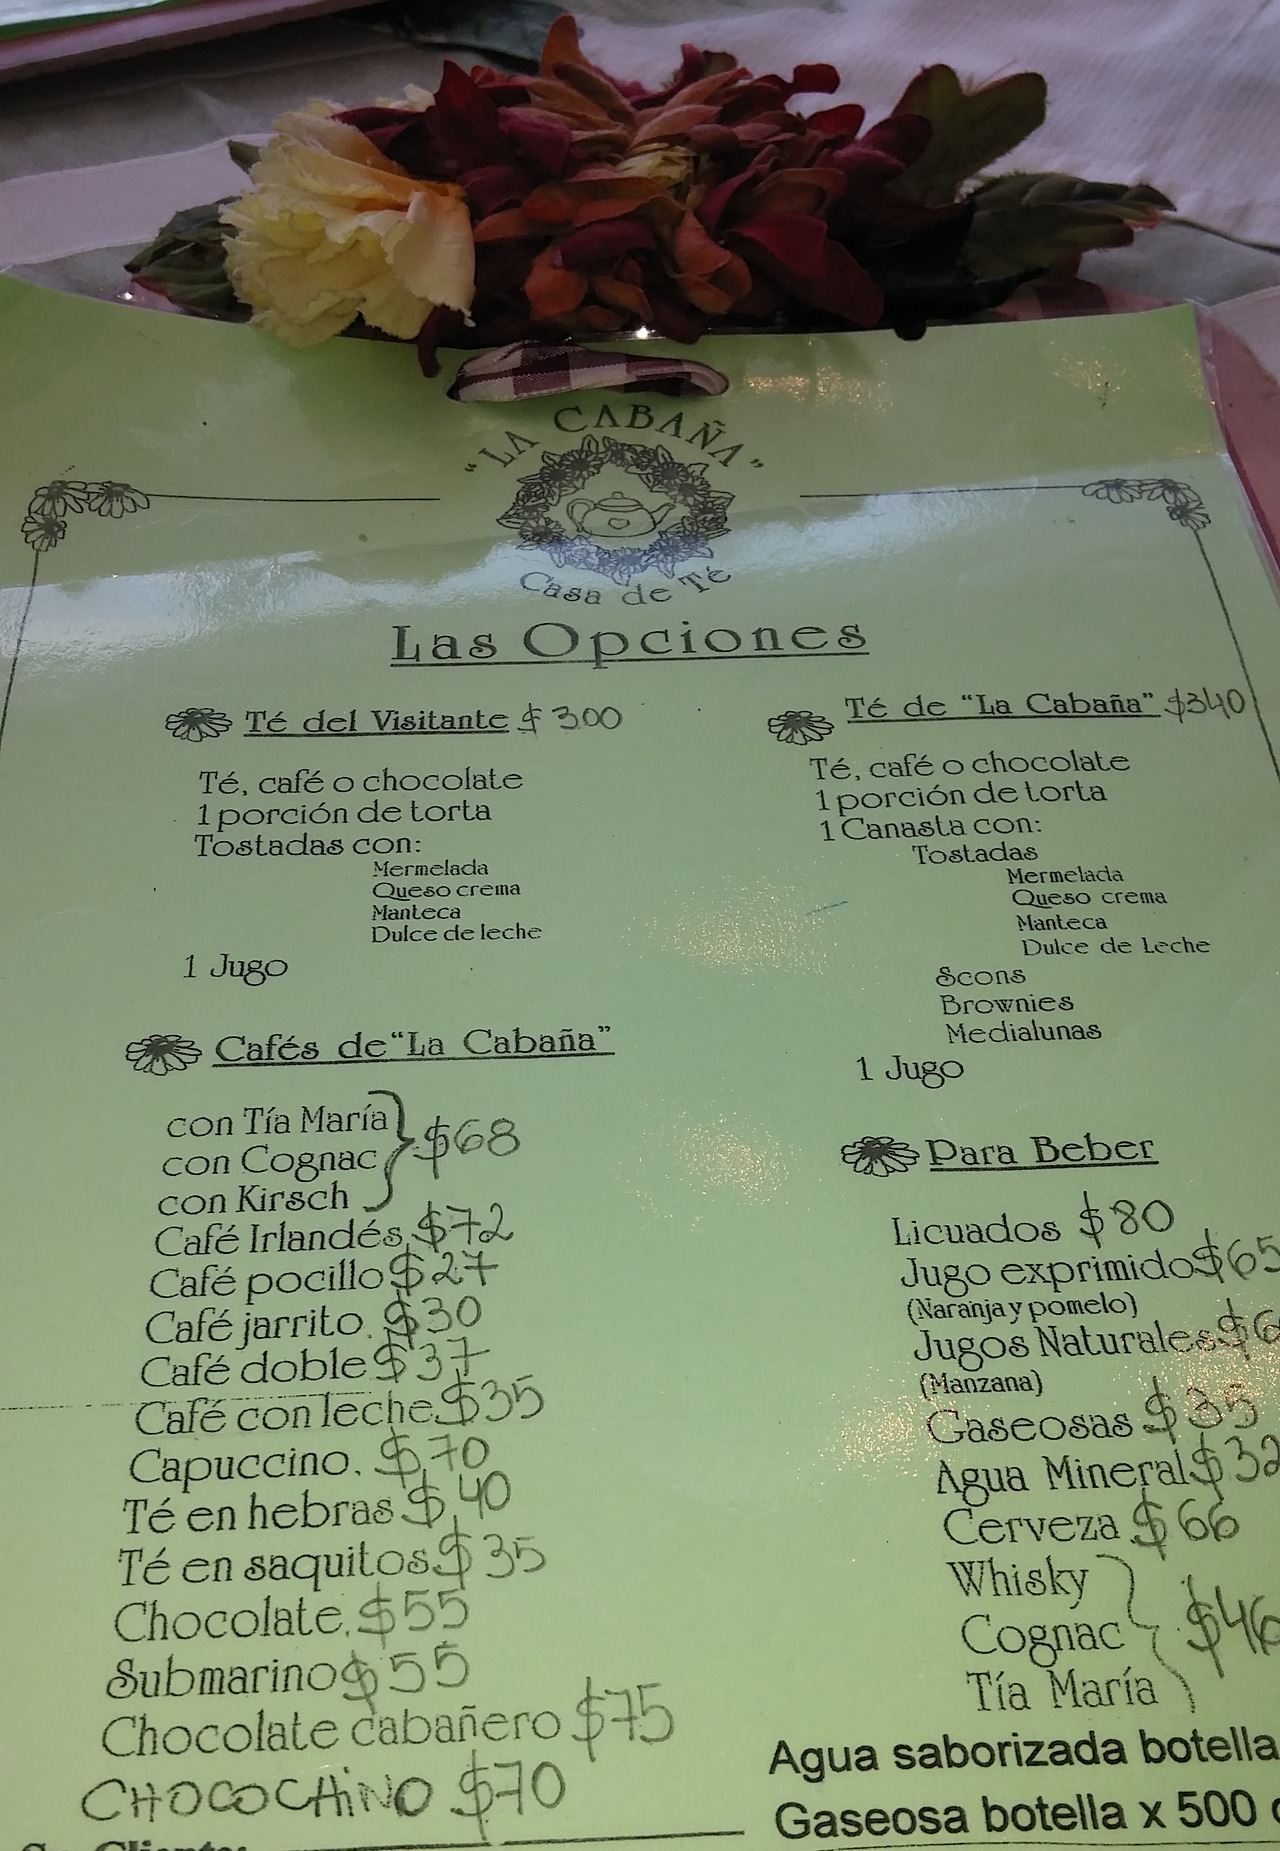 "LA CABAÑA"
Casa de Té
Las Opciones
Té del Visitante $ 300
Té, café o chocolate
1 porción de torta
Tostadas con:
Mermelada
Queso crema
Manteca
Dulce de leche
1 Jugo
Té de "La Cabaña" $340
Té, café o chocolate
1 porción de torta
1 Canasta con:
Tostadas
Mermelada
Queso crema
Manteca
Dulce de Leche
Scons
Brownies
Medialunas
1 Jugo
Cafés de "La Cabaña"
con Tía María
con Cognac $68
con Kirsch
Café Irlandés $72
Café pocillo $27
Café jarrito $30
Café doble $37
Café con leche $35
Capuccino. $70
Té en hebras $40
Té en saquitos $35
Chocolate. $55
Submarino $55
Chocolate cabañero $75
CHOCOCHiNO $70
Para Beber
Licuados $80
Jugo exprimido $65
(Naranja y pomelo)
Jugos Naturales
(Manzana)
Gaseosas $35
Agua Mineral $32
Cerveza $66
Whisky
Cognac $46
Tía María
Agua saborizada botella
Gaseosa botella x 500